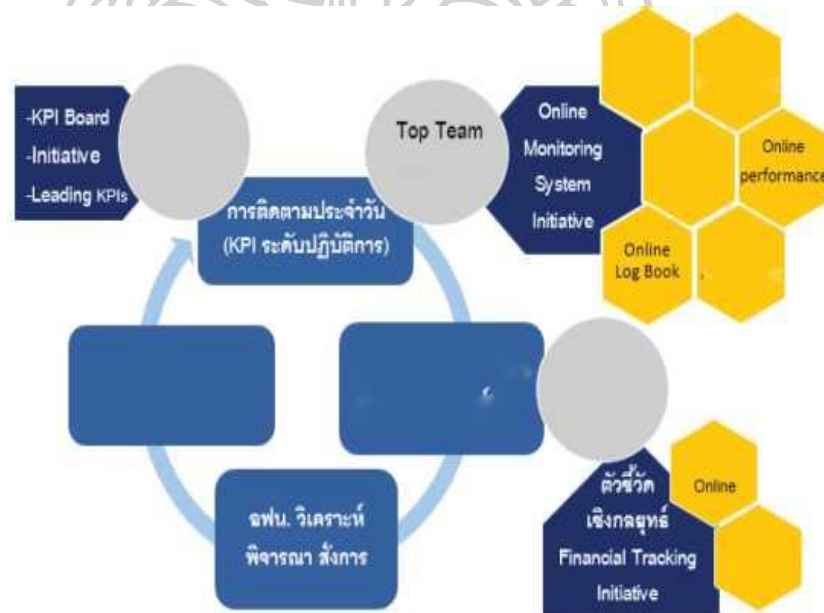 -KPI Board
-Initiative
-Leading KPIs
Top Team
Online
Monitoring
System
Initiative
Online
performance
Online
Log Book
การติดตามประจำวัน
(KPI ระดับปฏิบัติการ)
อฟน. วิเคราะห์
พิจารณา สั่งการ
ตัวชี้วัด
เชิงกลยุทธ์
Financial Tracking
Initiative
Online